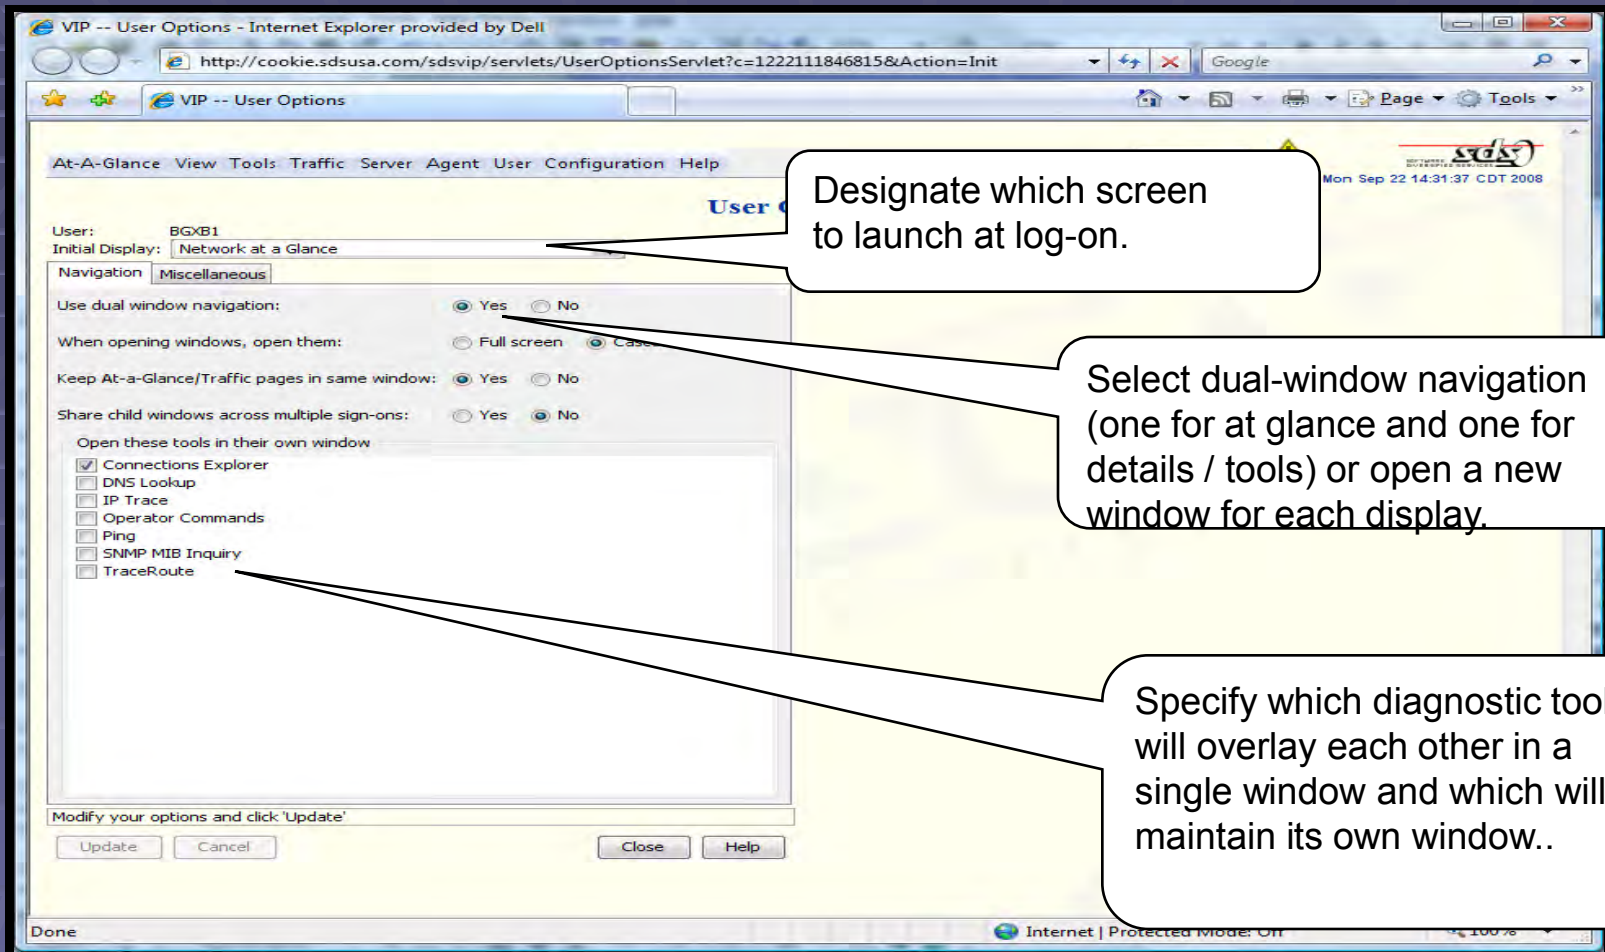 VIP -- User Options - Internet Explorer provided by Dell
http://cookie.sdsusa.com/sdsvip/servlets/UserOptionsServlet?c=1222111846815&Action=Init
Google
VIP -- User Options
Page
Tools
At-A-Glance View Tools Traffic Server Agent User Configuration Help
sds
SOFTWARE DIVERSIFIED SERVICES
Mon Sep 22 14:31:37 CDT 2008
User
User: BGXB1
Initial Display: Network at a Glance
Navigation Miscellaneous
Use dual window navigation: Yes No
When opening windows, open them: Full screen
Keep At-a-Glance/Traffic pages in same window: Yes No
Share child windows across multiple sign-ons: Yes No
Open these tools in their own window
Connections Explorer
DNS Lookup
IP Trace
Operator Commands
Ping
SNMP MIB Inquiry
TraceRoute
Modify your options and click 'Update'
Update Cancel Close Help
Done
Internet | Protected Mode: Off
100%
Designate which screen
to launch at log-on.
Select dual-window navigation
(one for at glance and one for
details / tools) or open a new
window for each display.
Specify which diagnostic tool
will overlay each other in a
single window and which will
maintain its own window..